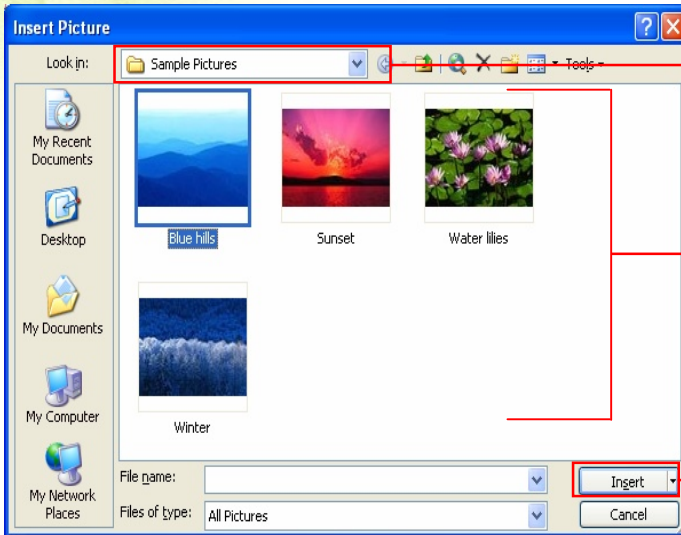 Insert Picture
Look in:
Sample Pictures
Tools
My Recent
Documents
Desktop
My Documents
My Computer
My Network
Places
Blue hills
Sunset
Water lilies
Winter
File name:
Insert
Files of type:
All Pictures
Cancel